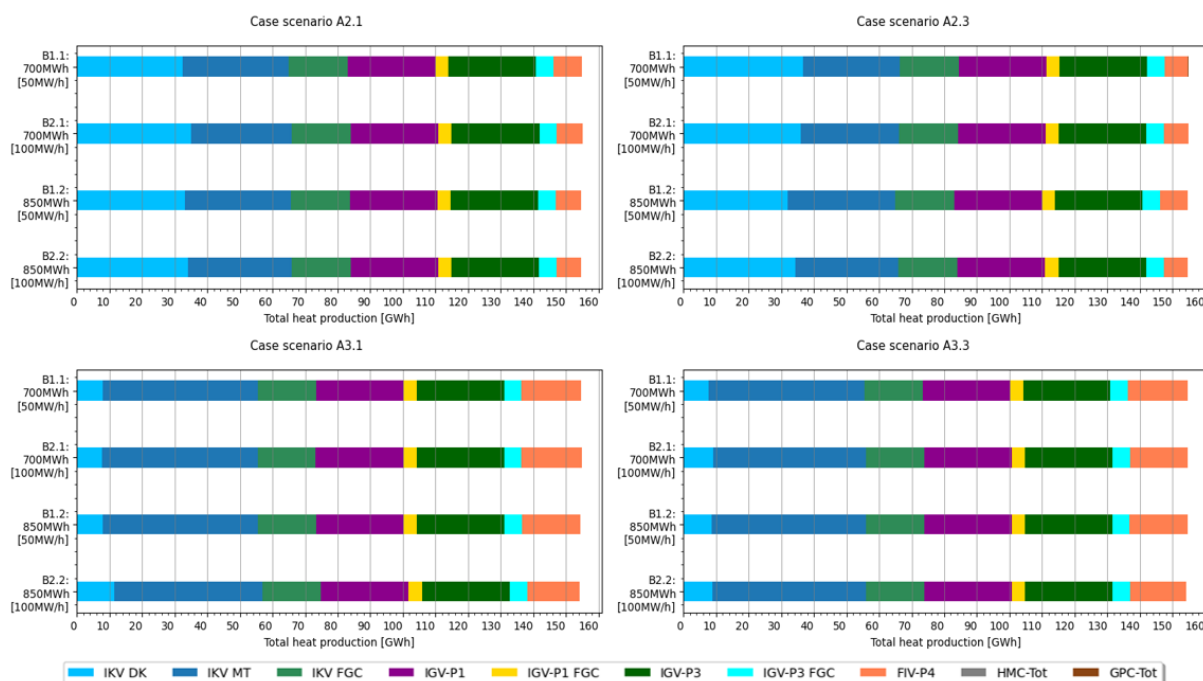 Case scenario A2.1
B1.1:
700MWh
[50MW/h]
B2.1:
700MWh
[100MW/h]
B1.2:
850MWh
[50MW/h]
B2.2:
850MWh
[100MW/h]
0 10 20 30 40 50 60 70 80 90 100 110 120 130 140 150 160
Total heat production [GWh]
Case scenario A2.3
B1.1:
700MWh
[50MW/h]
B2.1:
700MWh
[100MW/h]
B1.2:
850MWh
[50MW/h]
B2.2:
850MWh
[100MW/h]
0 10 20 30 40 50 60 70 80 90 100 110 120 130 140 150 160
Total heat production [GWh]
Case scenario A3.1
B1.1:
700MWh
[50MW/h]
B2.1:
700MWh
[100MW/h]
B1.2:
850MWh
[50MW/h]
B2.2:
850MWh
[100MW/h]
0 10 20 30 40 50 60 70 80 90 100 110 120 130 140 150 160
Total heat production [GWh]
Case scenario A3.3
B1.1:
700MWh
[50MW/h]
B2.1:
700MWh
[100MW/h]
B1.2:
850MWh
[50MW/h]
B2.2:
850MWh
[100MW/h]
0 10 20 30 40 50 60 70 80 90 100 110 120 130 140 150 160
Total heat production [GWh]
IKV DK IKV MT IKV FGC IGV-P1 IGV-P1 FGC IGV-P3 IGV-P3 FGC FIV-P4 HMC-Tot GPC-Tot